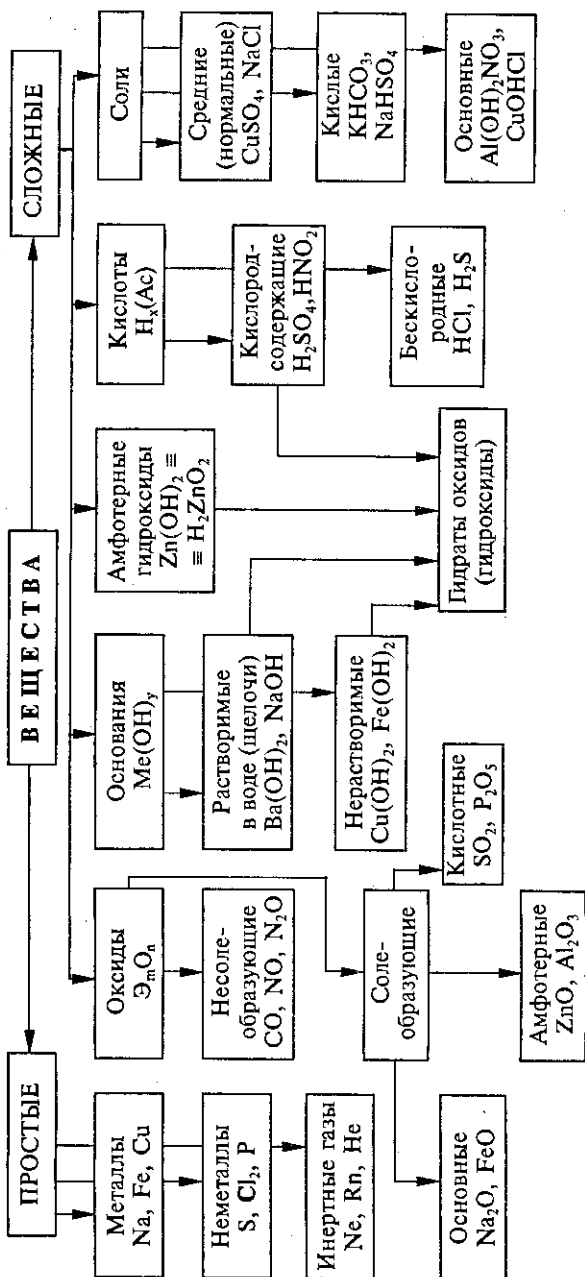 ВЕЩЕСТВА
ПРОСТЫЕ
СЛОЖНЫЕ
Металлы
Na, Fe, Cu
Неметаллы
S, Cl₂, P
Инертные газы
Ne, Rn, He
Оксиды
ЭₘOₙ
Несоле-
образующие
CO, NO, N₂O
Соле-
образующие
Основные
Na₂O, FeO
Амфотерные
ZnO, Al₂O₃
Кислотные
SO₂, P₂O₅
Основания
Me(OH)ᵧ
Растворимые
в воде (щелочи)
Ba(OH)₂, NaOH
Нерастворимые
Cu(OH)₂, Fe(OH)₂
Амфотерные
гидроксиды
Zn(OH)₂ ≡
≡ H₂ZnO₂
Гидраты оксидов
(гидроксиды)
Кислоты
Hₓ(Ac)
Кислород-
содержащие
H₂SO₄, HNO₂
Бескисло-
родные
HCl, H₂S
Соли
Средние
(нормальные)
CuSO₄, NaCl
Кислые
KHCO₃,
NaHSO₄
Основные
Al(OH)₂NO₃,
CuOHCl